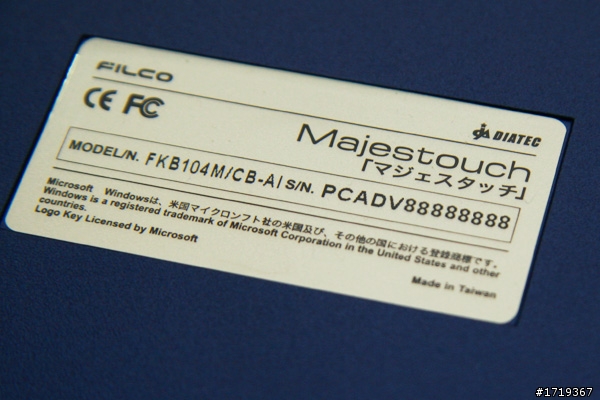 FILCO
CE FC
DIATEC
Majestouch
「マジェスタッチ」
MODEL/N. FKB104M/CB-AI S/N. PCADV88888888
Microsoft Windowsは、米国マイクロソフト社の米国及び、その他の国における登録商標です。
Windows is a registered trademark of Microsoft Corporation in the United States and other
countries.
Logo Key Licensed by Microsoft
Made in Taiwan
#1719367